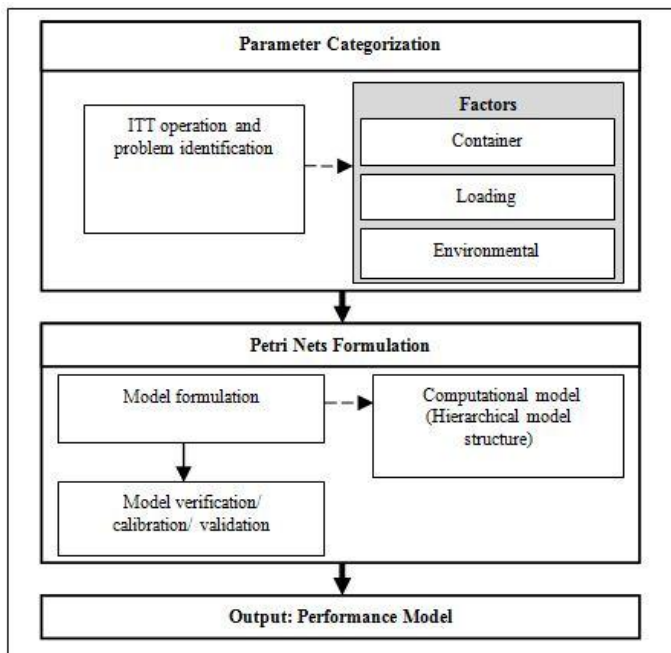 Parameter Categorization
ITT operation and
problem identification
Factors
Container
Loading
Environmental
Petri Nets Formulation
Model formulation
Computational model
(Hierarchical model
structure)
Model verification/
calibration/ validation
Output: Performance Model